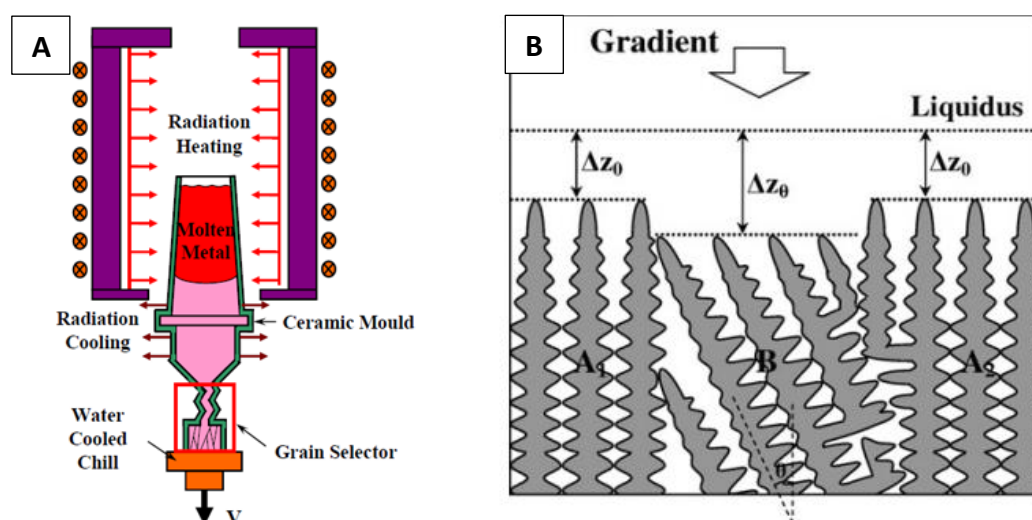 A
Radiation
Heating
Molten
Metal
Radiation
Cooling
Ceramic Mould
Water
Cooled
Chill
Grain Selector
V
B
Gradient
Liquidus
Δz₀
Δzθ
Δz₀
A₁
B
A₂
θ